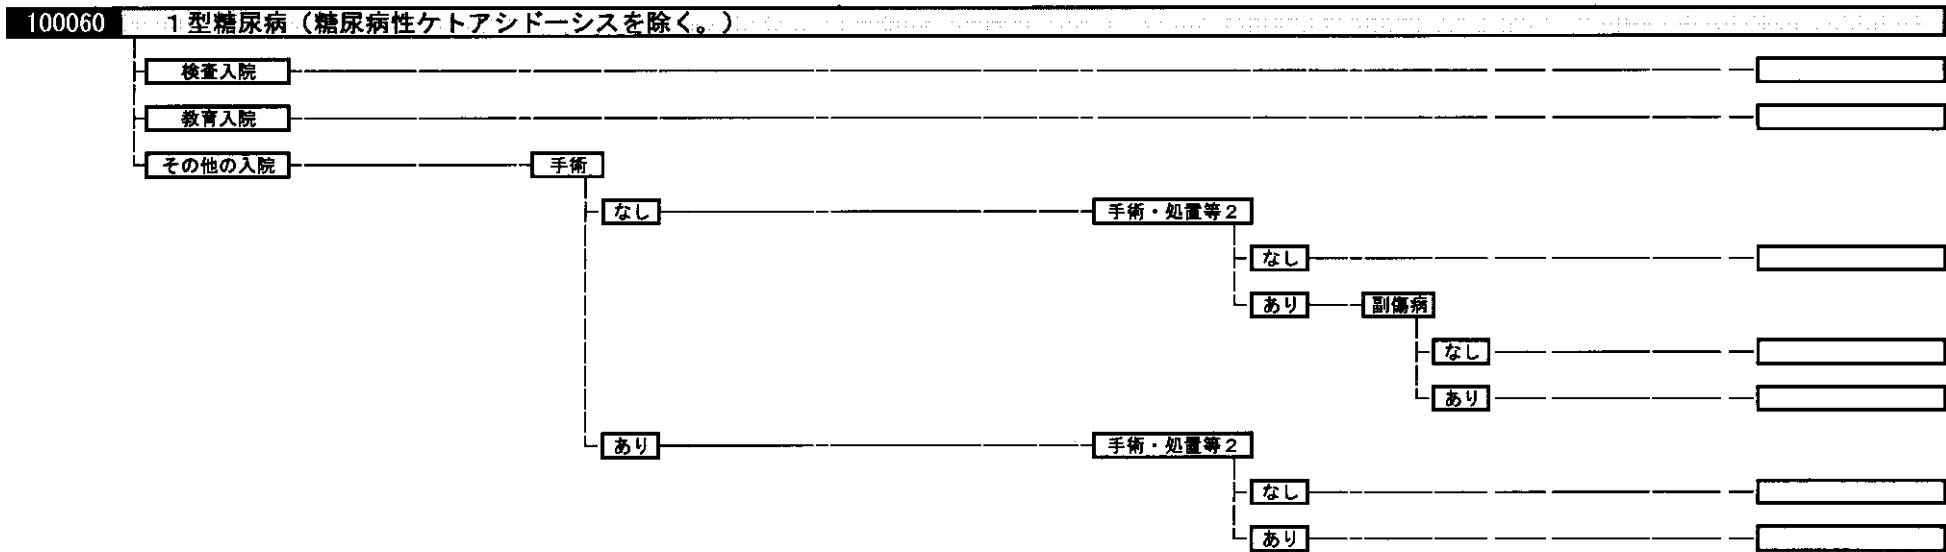 100060 1型糖尿病（糖尿病性ケトアシドーシスを除く。）
検査入院
教育入院
その他の入院 手術
なし 手術・処置等2
なし
あり 副傷病
なし
あり
あり 手術・処置等2
なし
あり